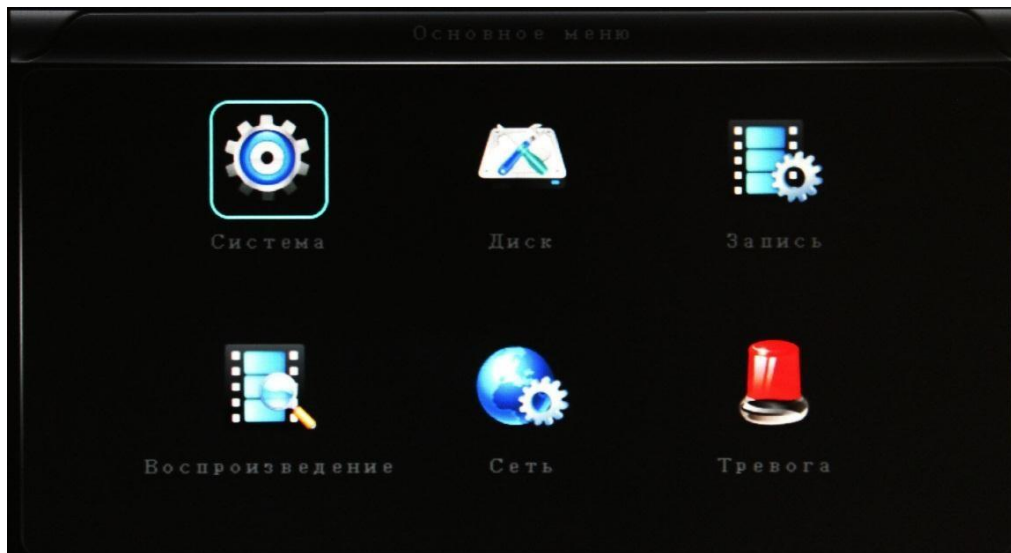 Основное меню
Система
Диск
Запись
Воспроизведение
Сеть
Тревога